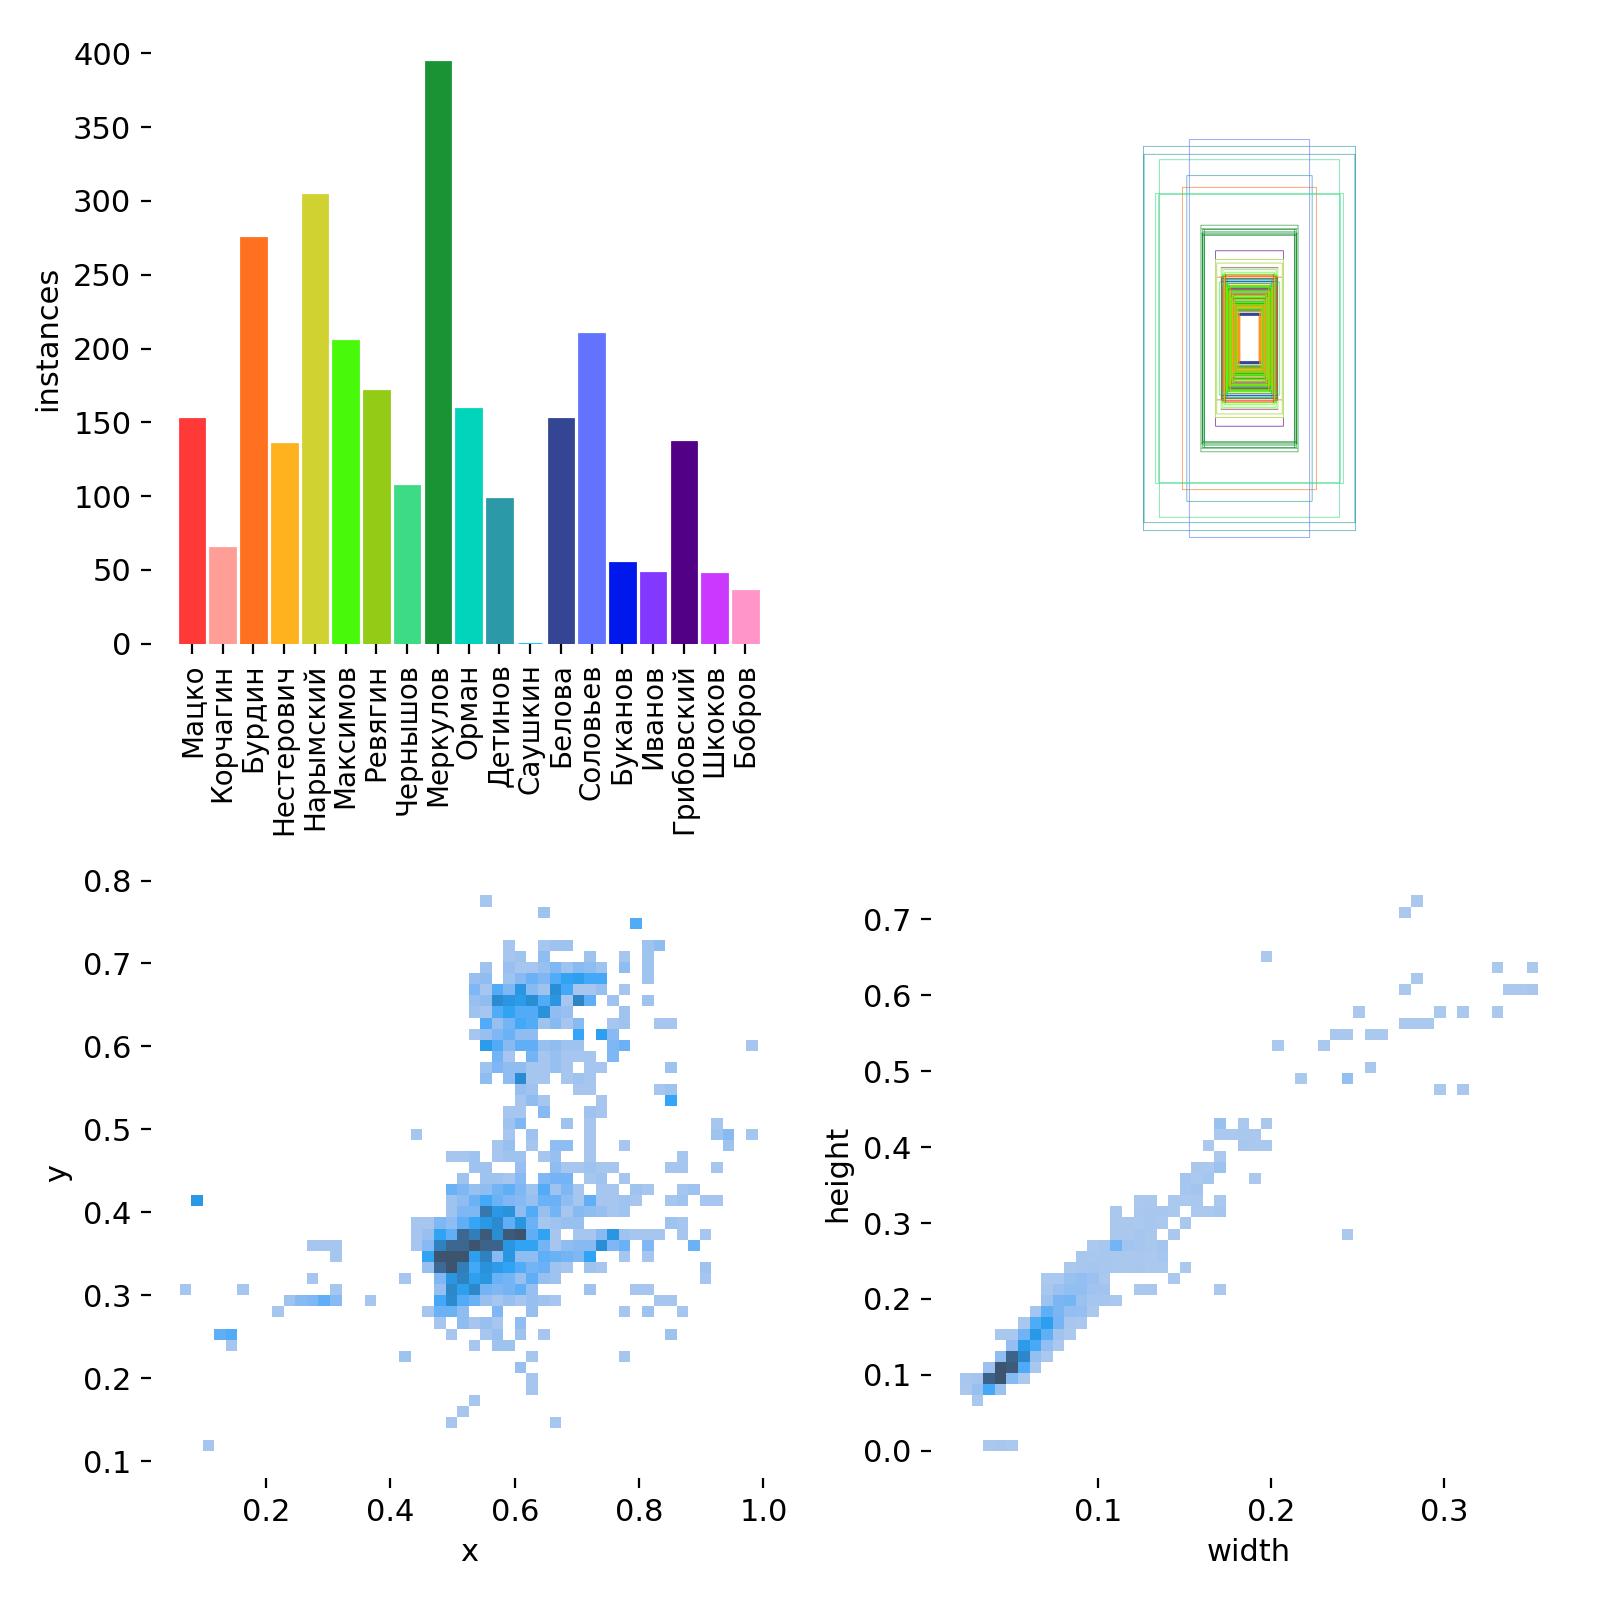 400
350
300
250
200
150
100
50
0
instances
Мацко
Корчагин
Бурдин
Нестерович
Нарымский
Максимов
Ревягин
Чернышов
Меркулов
Орман
Детинов
Саушкин
Белова
Соловьев
Буканов
Иванов
Грибовский
Шкоков
Бобров
0.8
0.7
0.6
0.5
0.4
0.3
0.2
0.1
y
0.2 0.4 0.6 0.8 1.0
x
0.7
0.6
0.5
0.4
0.3
0.2
0.1
0.0
height
0.1 0.2 0.3
width